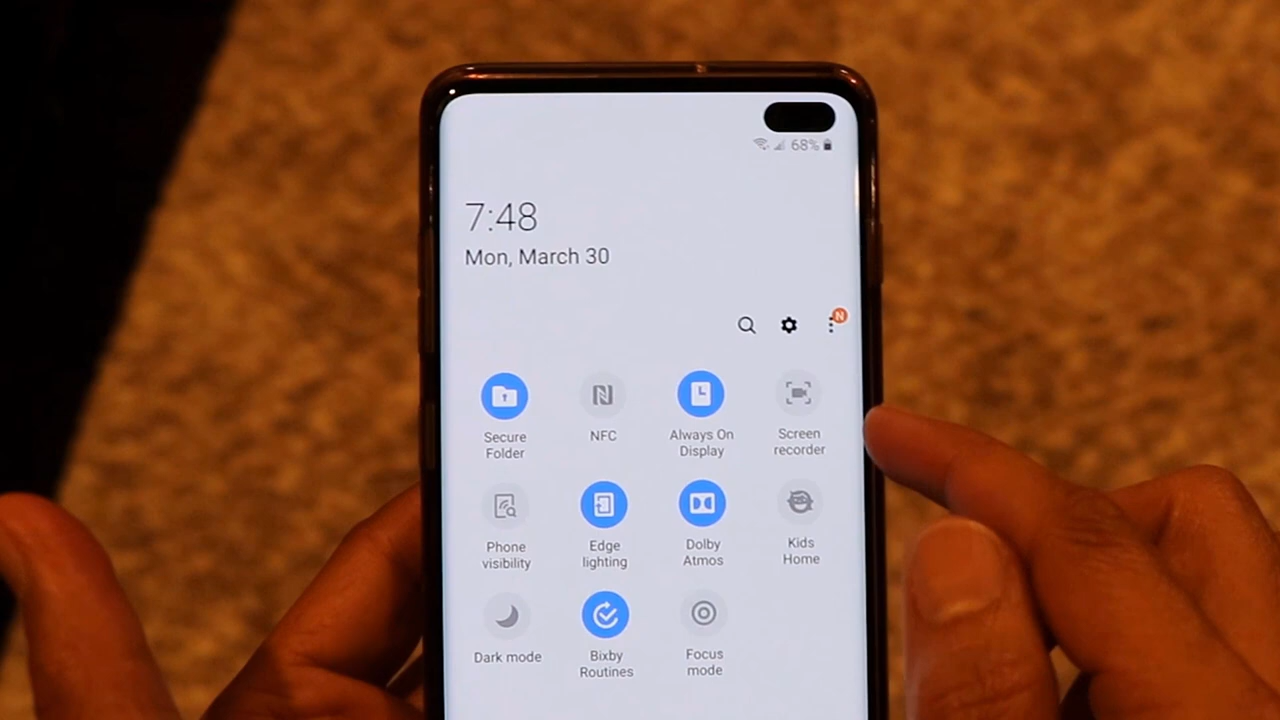 68%
7:48
Mon, March 30
N
Secure
Folder
NFC
Always On
Display
Screen
recorder
Phone
visibility
Edge
lighting
Dolby
Atmos
Kids
Home
Dark mode
Bixby
Routines
Focus
mode